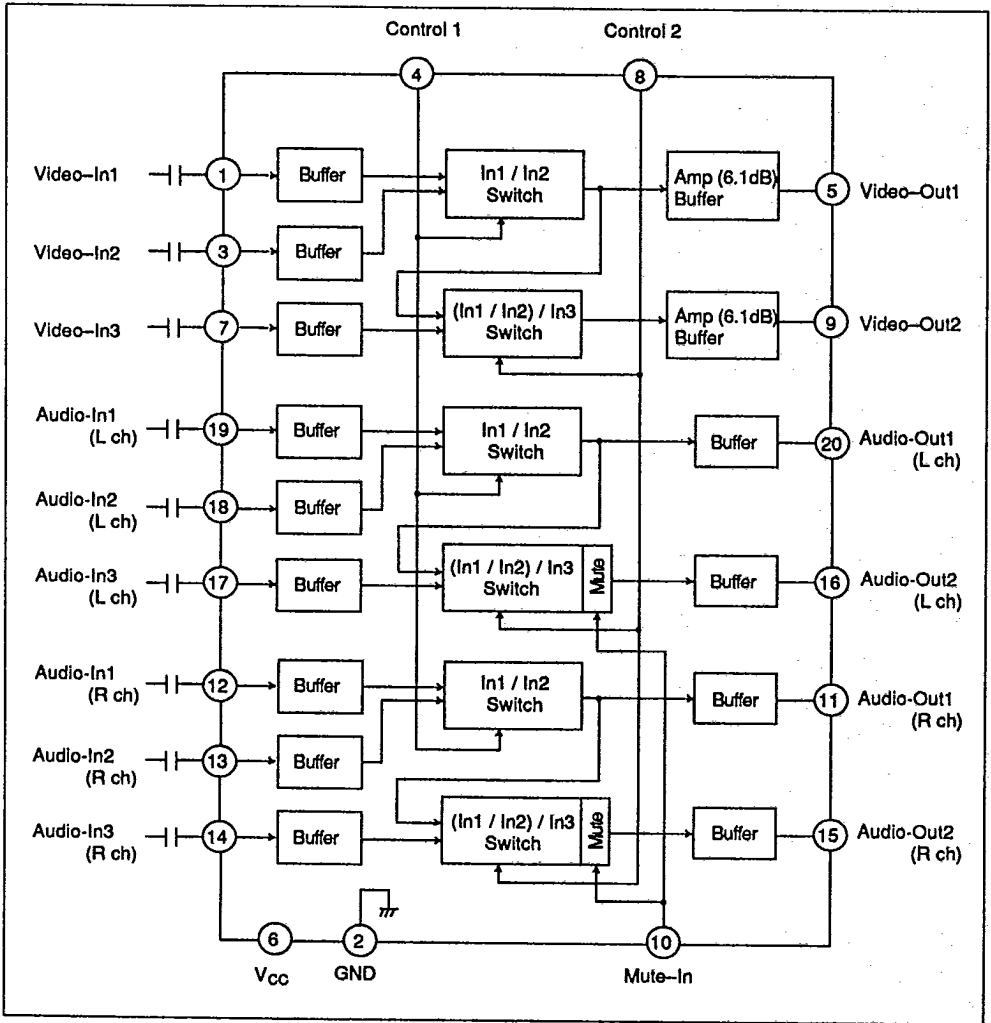 Control 1
Control 2
4
8
Video–In1
1
Buffer
In1 / In2
Switch
Amp (6.1dB)
Buffer
5
Video–Out1
Video–In2
3
Buffer
Video–In3
7
Buffer
(In1 / In2) / In3
Switch
Amp (6.1dB)
Buffer
9
Video–Out2
Audio-In1
(L ch)
19
Buffer
In1 / In2
Switch
Buffer
20
Audio-Out1
(L ch)
Audio-In2
(L ch)
18
Buffer
Audio-In3
(L ch)
17
Buffer
(In1 / In2) / In3
Switch
Mute
Buffer
16
Audio-Out2
(L ch)
Audio-In1
(R ch)
12
Buffer
In1 / In2
Switch
Buffer
11
Audio-Out1
(R ch)
Audio-In2
(R ch)
13
Buffer
Audio-In3
(R ch)
14
Buffer
(In1 / In2) / In3
Switch
Mute
Buffer
15
Audio-Out2
(R ch)
6
2
10
VCC
GND
Mute–In